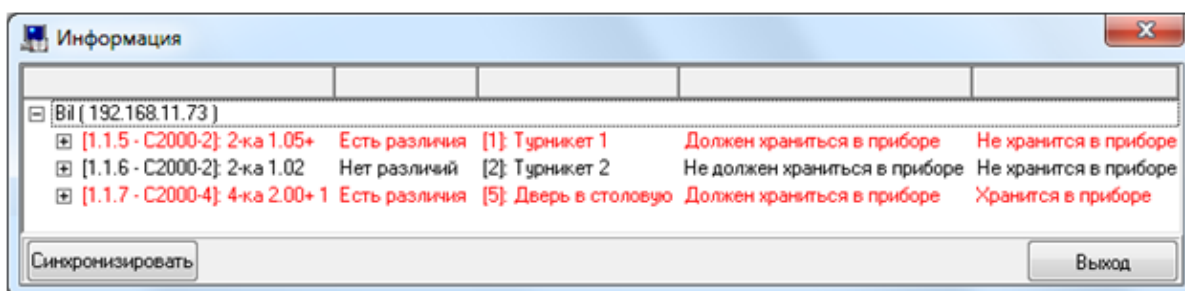 Информация
Bil ( 192.168.11.73 )
[1.1.5 - C2000-2]: 2-ка 1.05+ Есть различия [1]: Турникет 1 Должен храниться в приборе Не хранится в приборе
[1.1.6 - C2000-2]: 2-ка 1.02 Нет различий [2]: Турникет 2 Не должен храниться в приборе Не хранится в приборе
[1.1.7 - C2000-4]: 4-ка 2.00+ 1 Есть различия [5]: Дверь в столовую Должен храниться в приборе Хранится в приборе
Синхронизировать Выход